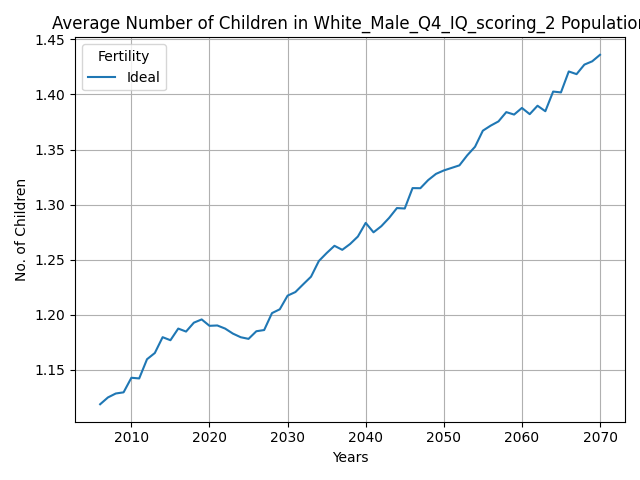 Average Number of Children in White_Male_Q4_IQ_scoring_2 Population
Fertility
Ideal
1.45
1.40
1.35
1.30
1.25
1.20
1.15
No. of Children
2010 2020 2030 2040 2050 2060 2070
Years